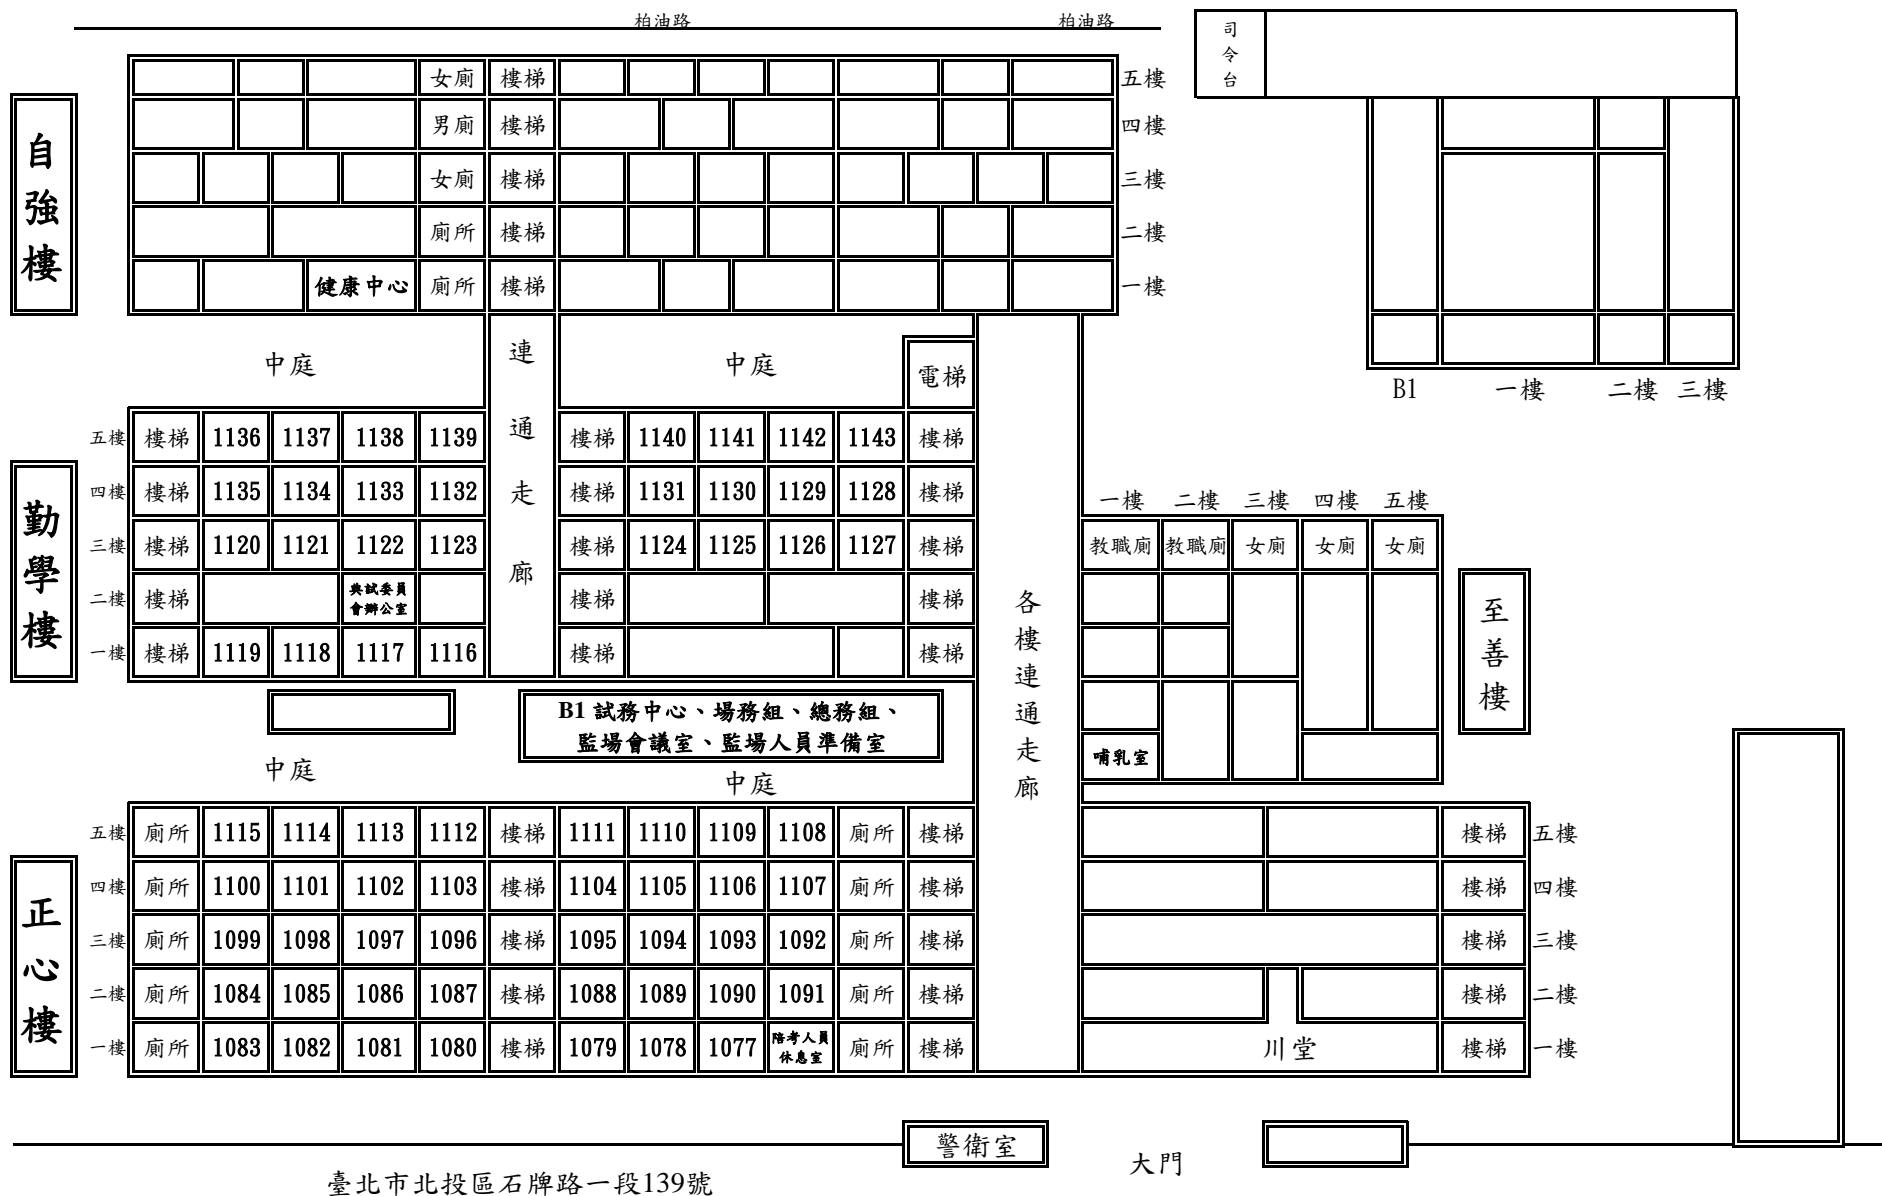 柏油路 柏油路
司令台
自強樓
女廁 樓梯 五樓
男廁 樓梯 四樓
女廁 樓梯 三樓
廁所 樓梯 二樓
健康中心 廁所 樓梯 一樓
中庭 連通走廊 中庭 電梯
B1 一樓 二樓 三樓
勤學樓
五樓 樓梯 1136 1137 1138 1139 樓梯 1140 1141 1142 1143 樓梯
四樓 樓梯 1135 1134 1133 1132 樓梯 1131 1130 1129 1128 樓梯
三樓 樓梯 1120 1121 1122 1123 樓梯 1124 1125 1126 1127 樓梯
二樓 樓梯 典試委員 樓梯 樓梯
會辦公室
一樓 樓梯 1119 1118 1117 1116 樓梯 樓梯
各樓連通走廊
一樓 二樓 三樓 四樓 五樓
教職廁 教職廁 女廁 女廁 女廁
至善樓
哺乳室
B1 試務中心、場務組、總務組、
監場會議室、監場人員準備室
中庭 中庭
正心樓
五樓 廁所 1115 1114 1113 1112 樓梯 1111 1110 1109 1108 廁所 樓梯 樓梯 五樓
四樓 廁所 1100 1101 1102 1103 樓梯 1104 1105 1106 1107 廁所 樓梯 樓梯 四樓
三樓 廁所 1099 1098 1097 1096 樓梯 1095 1094 1093 1092 廁所 樓梯 樓梯 三樓
二樓 廁所 1084 1085 1086 1087 樓梯 1088 1089 1090 1091 廁所 樓梯 樓梯 二樓
一樓 廁所 1083 1082 1081 1080 樓梯 1079 1078 1077 陪考人員 廁所 樓梯 川堂 樓梯 一樓
休息室
警衛室 大門
臺北市北投區石牌路一段139號